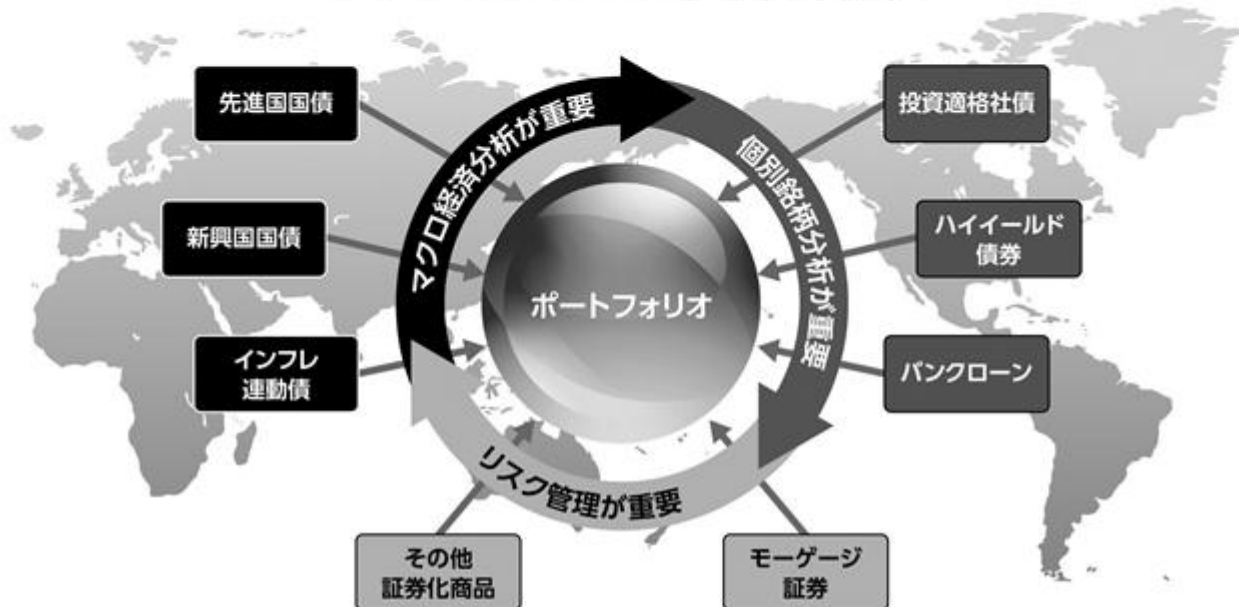 先進国国債
新興国国債
インフレ
連動債
マクロ経済分析が重要
ポートフォリオ
個別銘柄分析が重要
リスク管理が重要
投資適格社債
ハイイールド
債券
バンクローン
その他
証券化商品
モーゲージ
証券